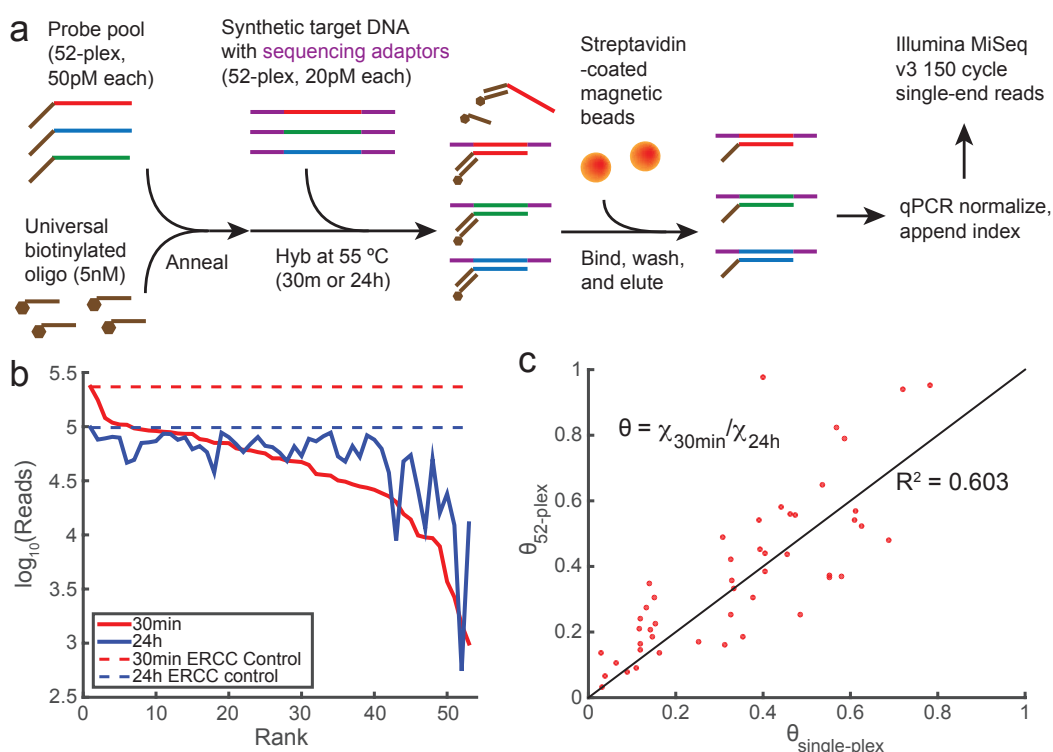 a
Probe pool
(52-plex,
50pM each)
Synthetic target DNA
with sequencing adaptors
(52-plex, 20pM each)
Streptavidin
-coated
magnetic
beads
Illumina MiSeq
v3 150 cycle
single-end reads
Universal
biotinylated
oligo (5nM)
Anneal
Hyb at 55 ºC
(30m or 24h)
Bind, wash,
and elute
qPCR normalize,
append index
b
log10(Reads)
5.5
5
4.5
4
3.5
3
2.5
30min
24h
30min ERCC Control
24h ERCC control
0 10 20 30 40 50
Rank
c
θ52-plex
1
0.8
0.6
0.4
0.2
0
θ = χ30min/χ24h
R2 = 0.603
0 0.2 0.4 0.6 0.8 1
θsingle-plex